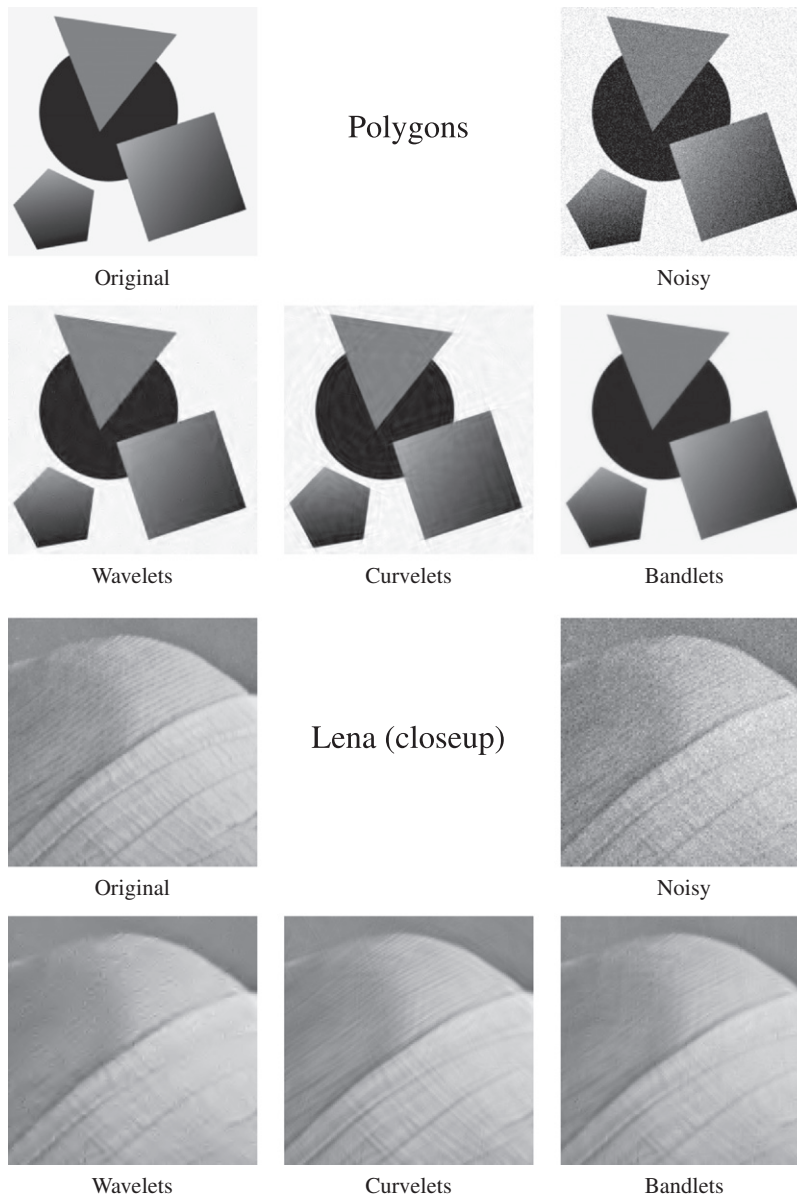 Polygons
Original
Noisy
Wavelets
Curvelets
Bandlets
Lena (closeup)
Original
Noisy
Wavelets
Curvelets
Bandlets